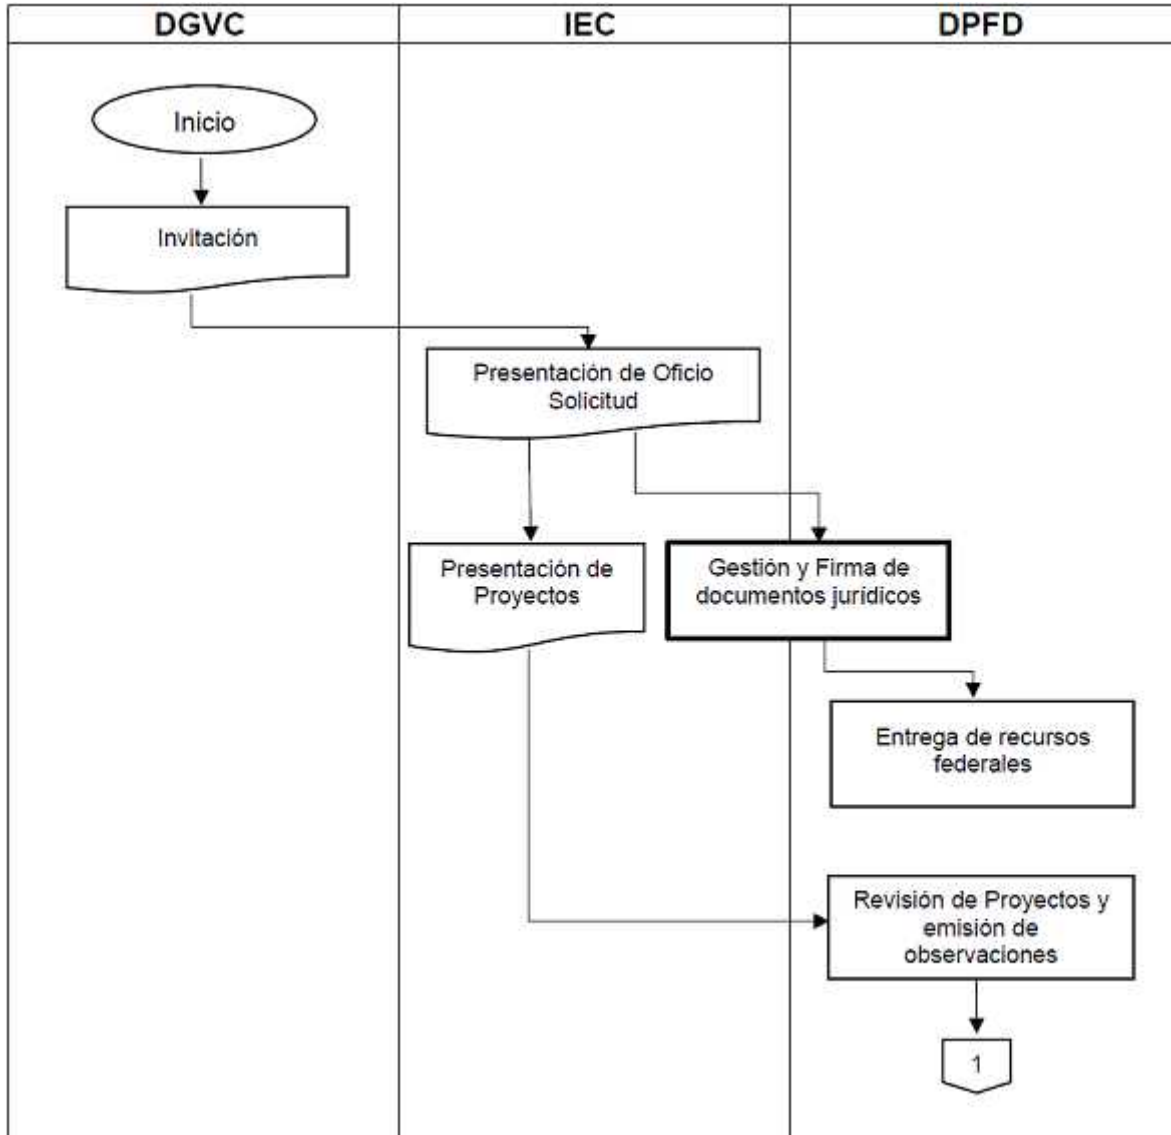 DGVC
IEC
DPFD
Inicio
Invitación
Presentación de Oficio
Solicitud
Presentación de
Proyectos
Gestión y Firma de
documentos jurídicos
Entrega de recursos
federales
Revisión de Proyectos y
emisión de
observaciones
1